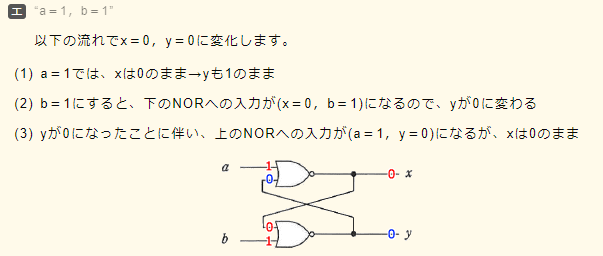 エ "a=1，b=1"
以下の流れでx=0，y=0に変化します。
(1) a=1では、xは0のまま→yも1のまま
(2) b=1にすると、下のNORへの入力が(x=0，b=1)になるので、yが0に変わる
(3) yが0になったことに伴い、上のNORへの入力が(a=1，y=0)になるが、xは0のまま
a 1 0 x
0
0
b 1 0 y